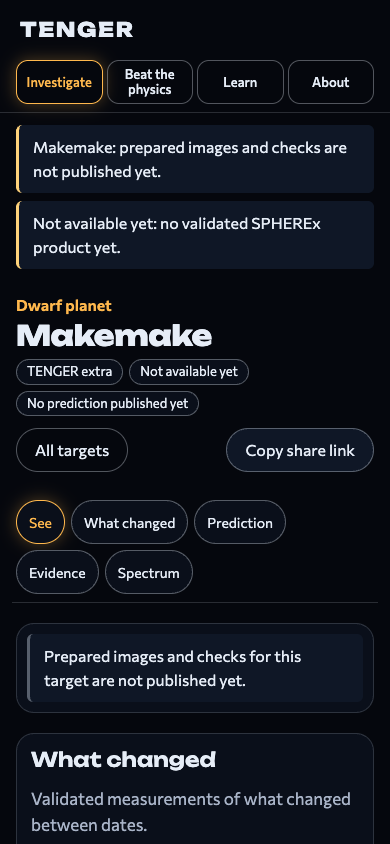 TENGER
Investigate
Beat the
physics
Learn
About
Makemake: prepared images and checks are
not published yet.
Not available yet: no validated SPHEREx
product yet.
Dwarf planet
Makemake
TENGER extra
Not available yet
No prediction published yet
All targets
Copy share link
See
What changed
Prediction
Evidence
Spectrum
Prepared images and checks for this
target are not published yet.
What changed
Validated measurements of what changed
between dates.